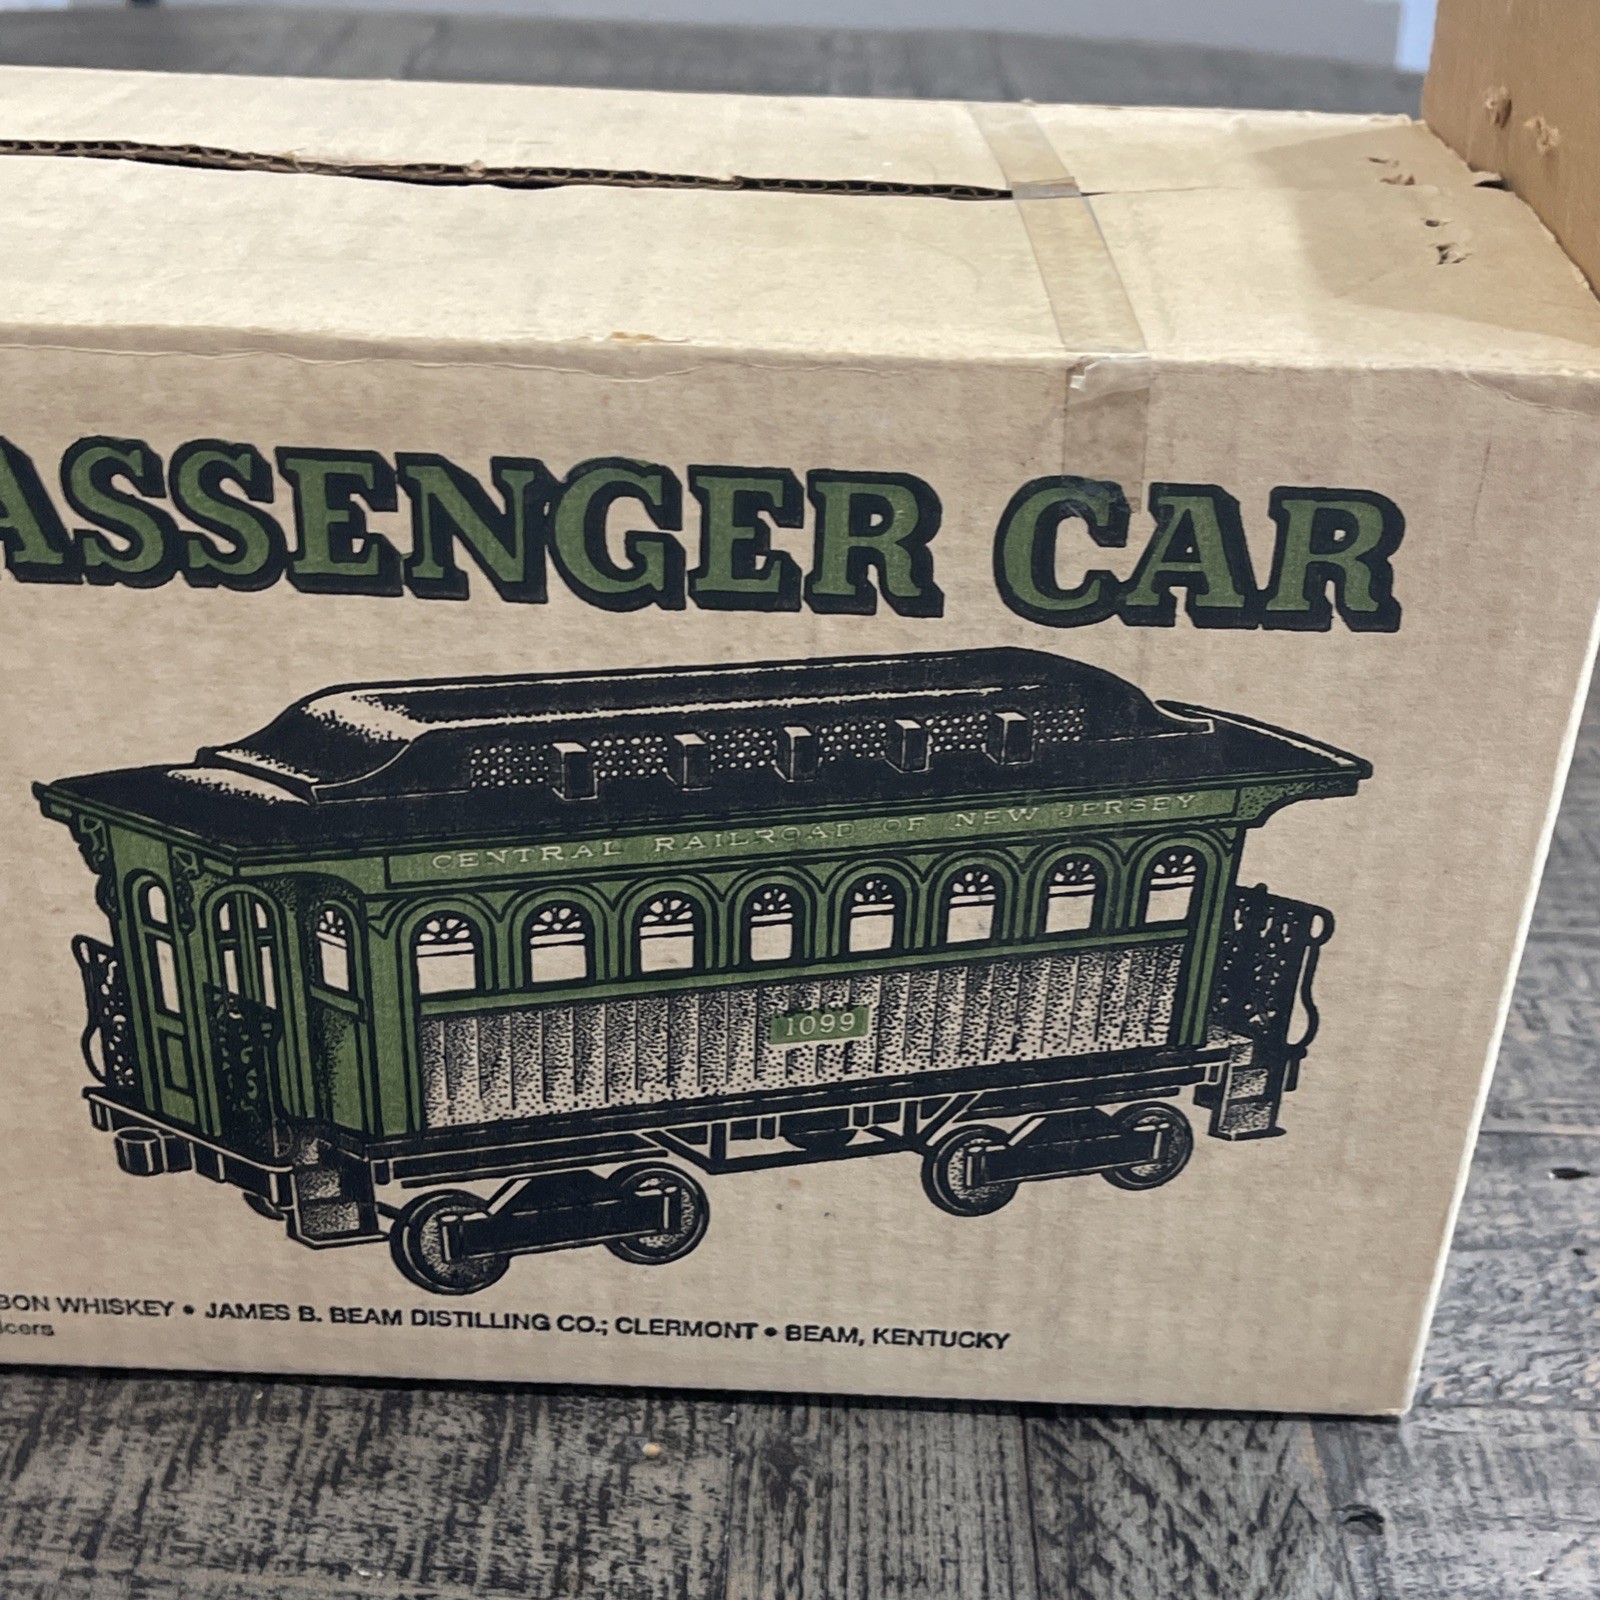 ASSENGER CAR
CENTRAL RAILROAD OF NEW JERSEY
1099
BON WHISKEY • JAMES B. BEAM DISTILLING CO.; CLERMONT • BEAM, KENTUCKY
icers